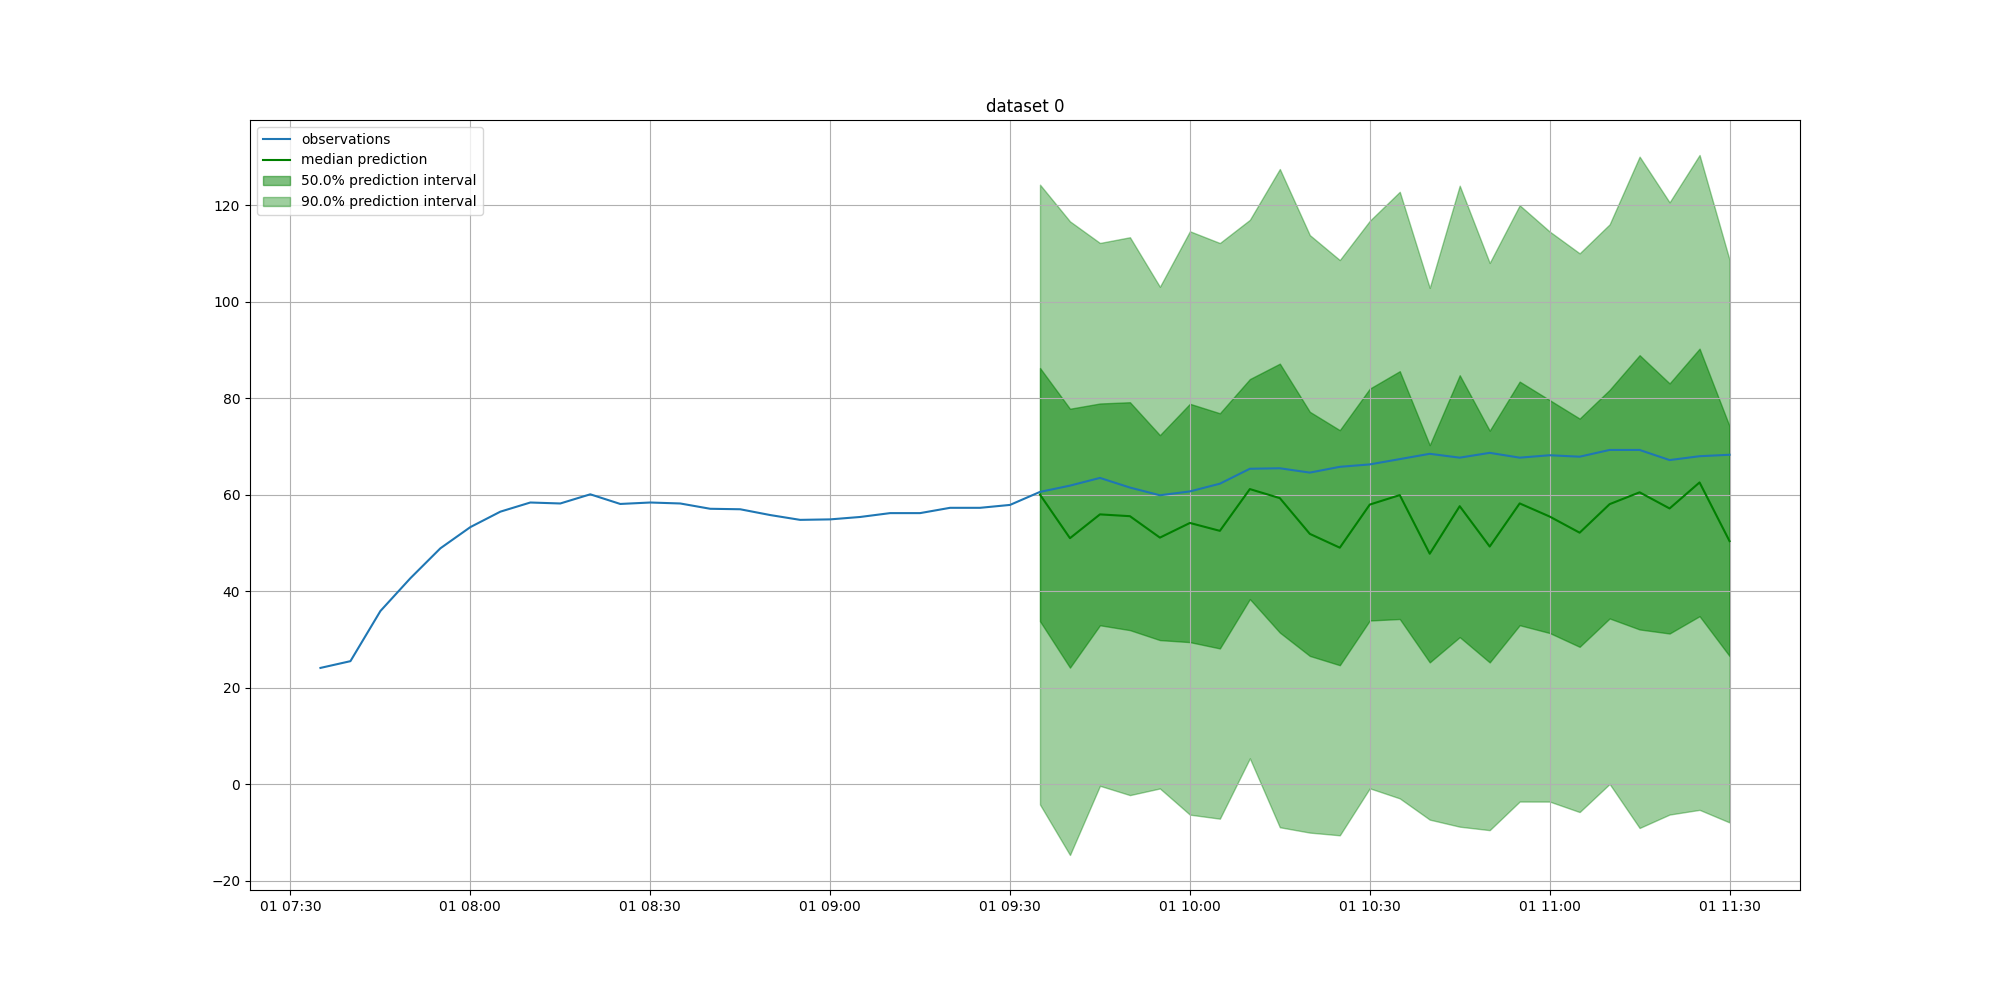 dataset 0
observations
median prediction
50.0% prediction interval
90.0% prediction interval
120
100
80
60
40
20
0
−20
01 07:30 01 08:00 01 08:30 01 09:00 01 09:30 01 10:00 01 10:30 01 11:00 01 11:30